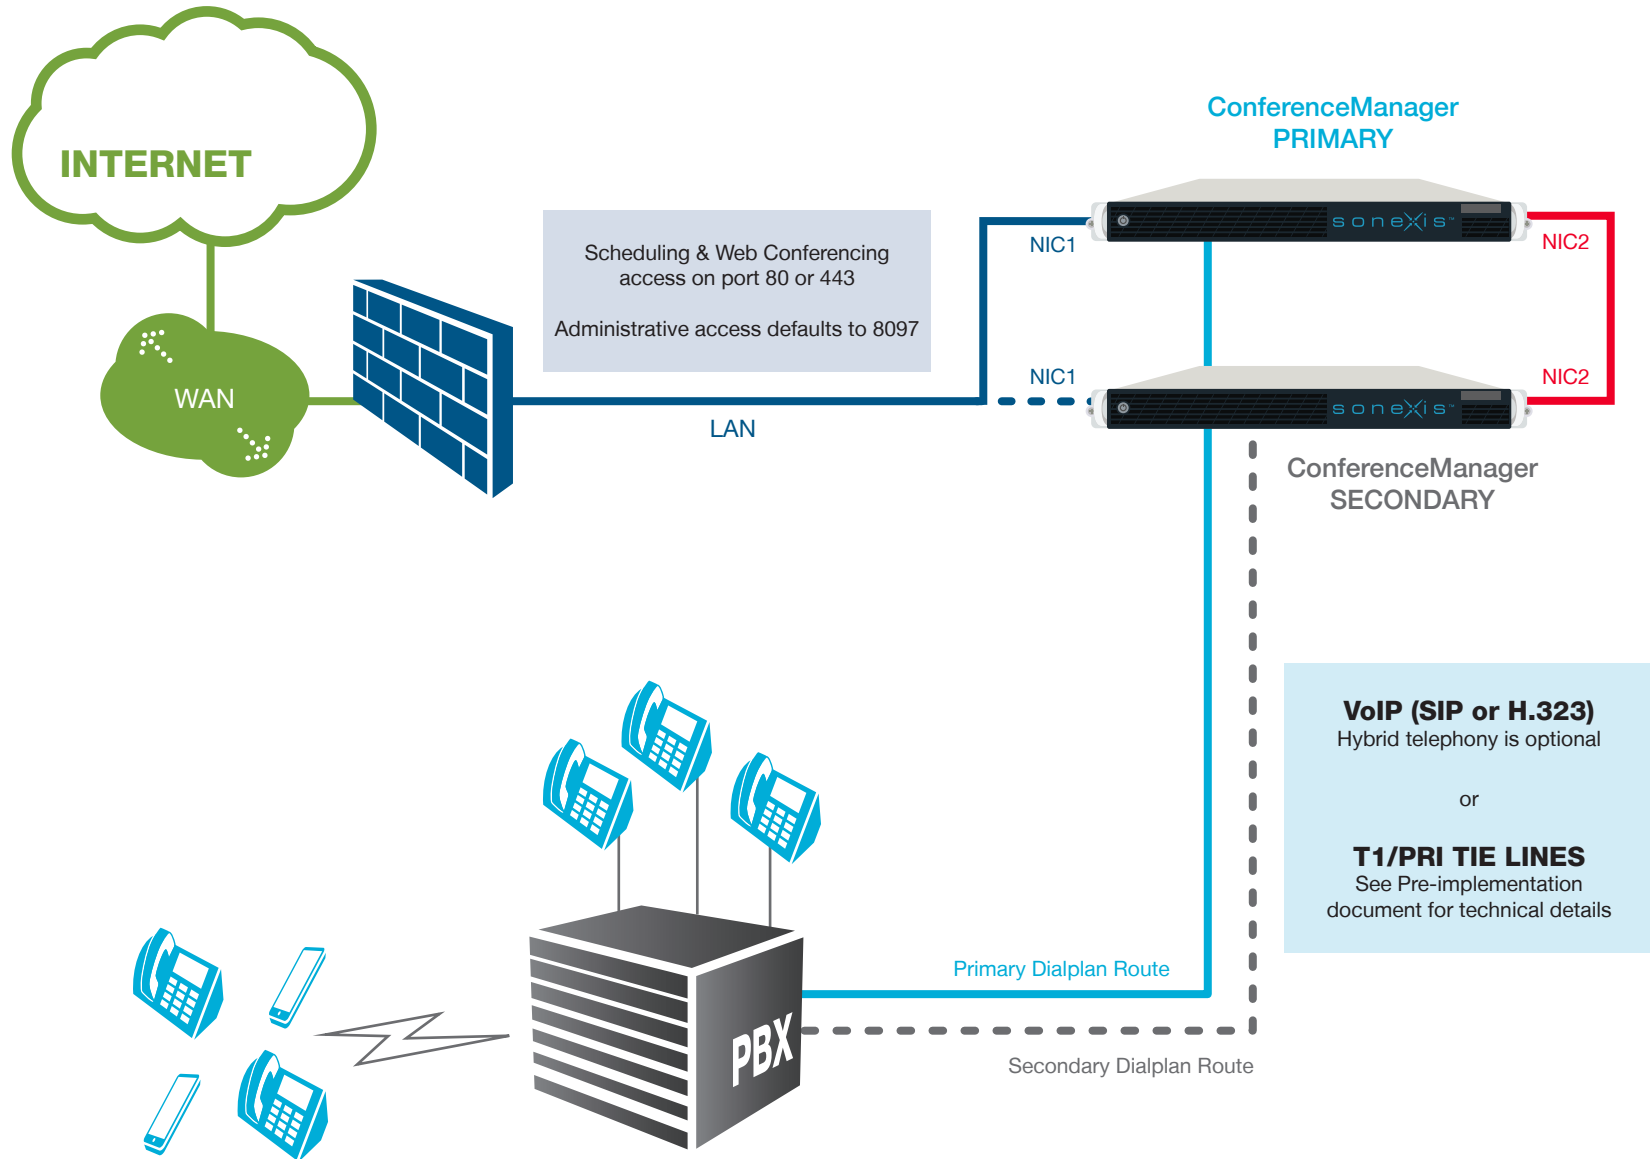 INTERNET
WAN
Scheduling & Web Conferencing
access on port 80 or 443
Administrative access defaults to 8097
LAN
ConferenceManager
PRIMARY
NIC1
soneXis™
NIC2
NIC1
soneXis™
NIC2
ConferenceManager
SECONDARY
VoIP (SIP or H.323)
Hybrid telephony is optional
or
T1/PRI TIE LINES
See Pre-implementation
document for technical details
Primary Dialplan Route
PBX
Secondary Dialplan Route